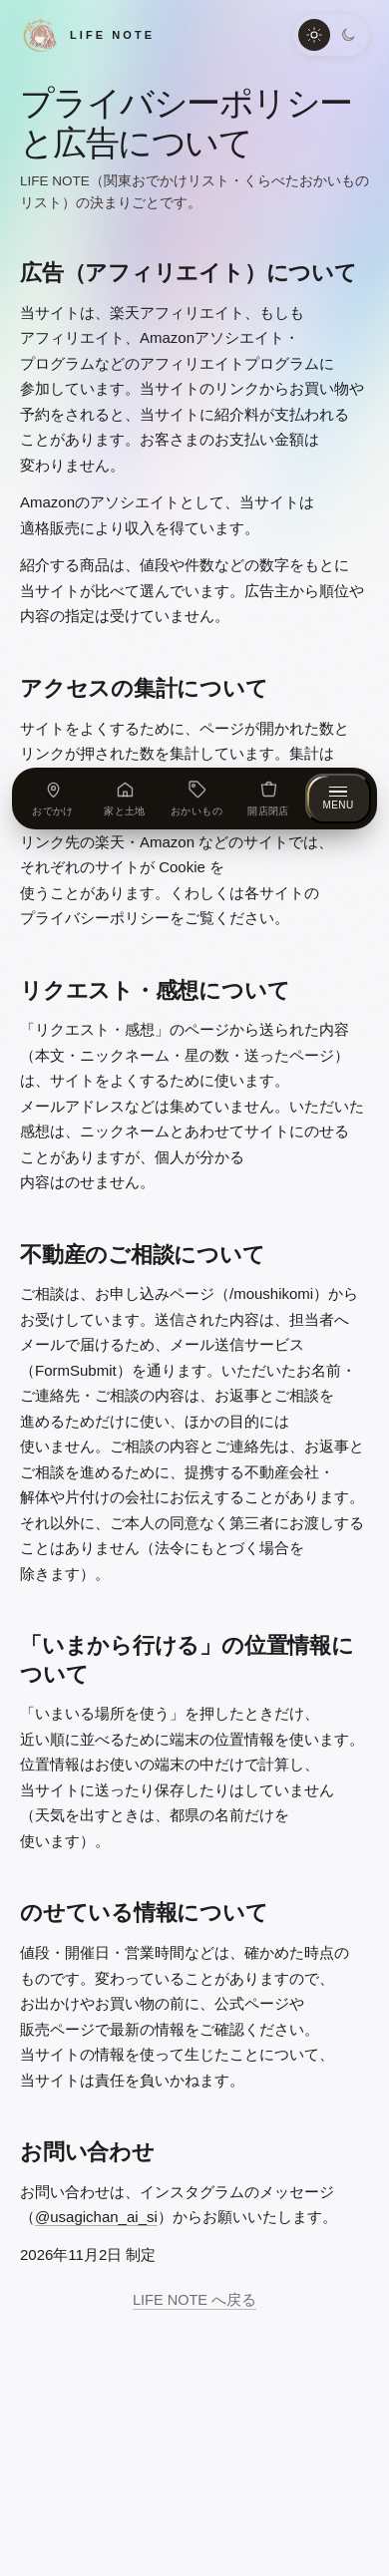 LIFE NOTE
プライバシーポリシー
と広告について
LIFE NOTE（関東おでかけリスト・くらべたおかいもの
リスト）の決まりごとです。
広告（アフィリエイト）について
当サイトは、楽天アフィリエイト、もしも
アフィリエイト、Amazonアソシエイト・
プログラムなどのアフィリエイトプログラムに
参加しています。当サイトのリンクからお買い物や
予約をされると、当サイトに紹介料が支払われる
ことがあります。お客さまのお支払い金額は
変わりません。
Amazonのアソシエイトとして、当サイトは
適格販売により収入を得ています。
紹介する商品は、値段や件数などの数字をもとに
当サイトが比べて選んでいます。広告主から順位や
内容の指定は受けていません。
アクセスの集計について
サイトをよくするために、ページが開かれた数と
リンクが押された数を集計しています。集計は
おでかけ
家と土地
おかいもの
開店閉店
MENU
リンク先の楽天・Amazon などのサイトでは、
それぞれのサイトが Cookie を
使うことがあります。くわしくは各サイトの
プライバシーポリシーをご覧ください。
リクエスト・感想について
「リクエスト・感想」のページから送られた内容
（本文・ニックネーム・星の数・送ったページ）
は、サイトをよくするために使います。
メールアドレスなどは集めていません。いただいた
感想は、ニックネームとあわせてサイトにのせる
ことがありますが、個人が分かる
内容はのせません。
不動産のご相談について
ご相談は、お申し込みページ（/moushikomi）から
お受けしています。送信された内容は、担当者へ
メールで届けるため、メール送信サービス
（FormSubmit）を通ります。いただいたお名前・
ご連絡先・ご相談の内容は、お返事とご相談を
進めるためだけに使い、ほかの目的には
使いません。ご相談の内容とご連絡先は、お返事と
ご相談を進めるために、提携する不動産会社・
解体や片付けの会社にお伝えすることがあります。
それ以外に、ご本人の同意なく第三者にお渡しする
ことはありません（法令にもとづく場合を
除きます）。
「いまから行ける」の位置情報に
ついて
「いまいる場所を使う」を押したときだけ、
近い順に並べるために端末の位置情報を使います。
位置情報はお使いの端末の中だけで計算し、
当サイトに送ったり保存したりはしていません
（天気を出すときは、都県の名前だけを
使います）。
のせている情報について
値段・開催日・営業時間などは、確かめた時点の
ものです。変わっていることがありますので、
お出かけやお買い物の前に、公式ページや
販売ページで最新の情報をご確認ください。
当サイトの情報を使って生じたことについて、
当サイトは責任を負いかねます。
お問い合わせ
お問い合わせは、インスタグラムのメッセージ
（@usagichan_ai_si）からお願いいたします。
2026年11月2日 制定
LIFE NOTE へ戻る